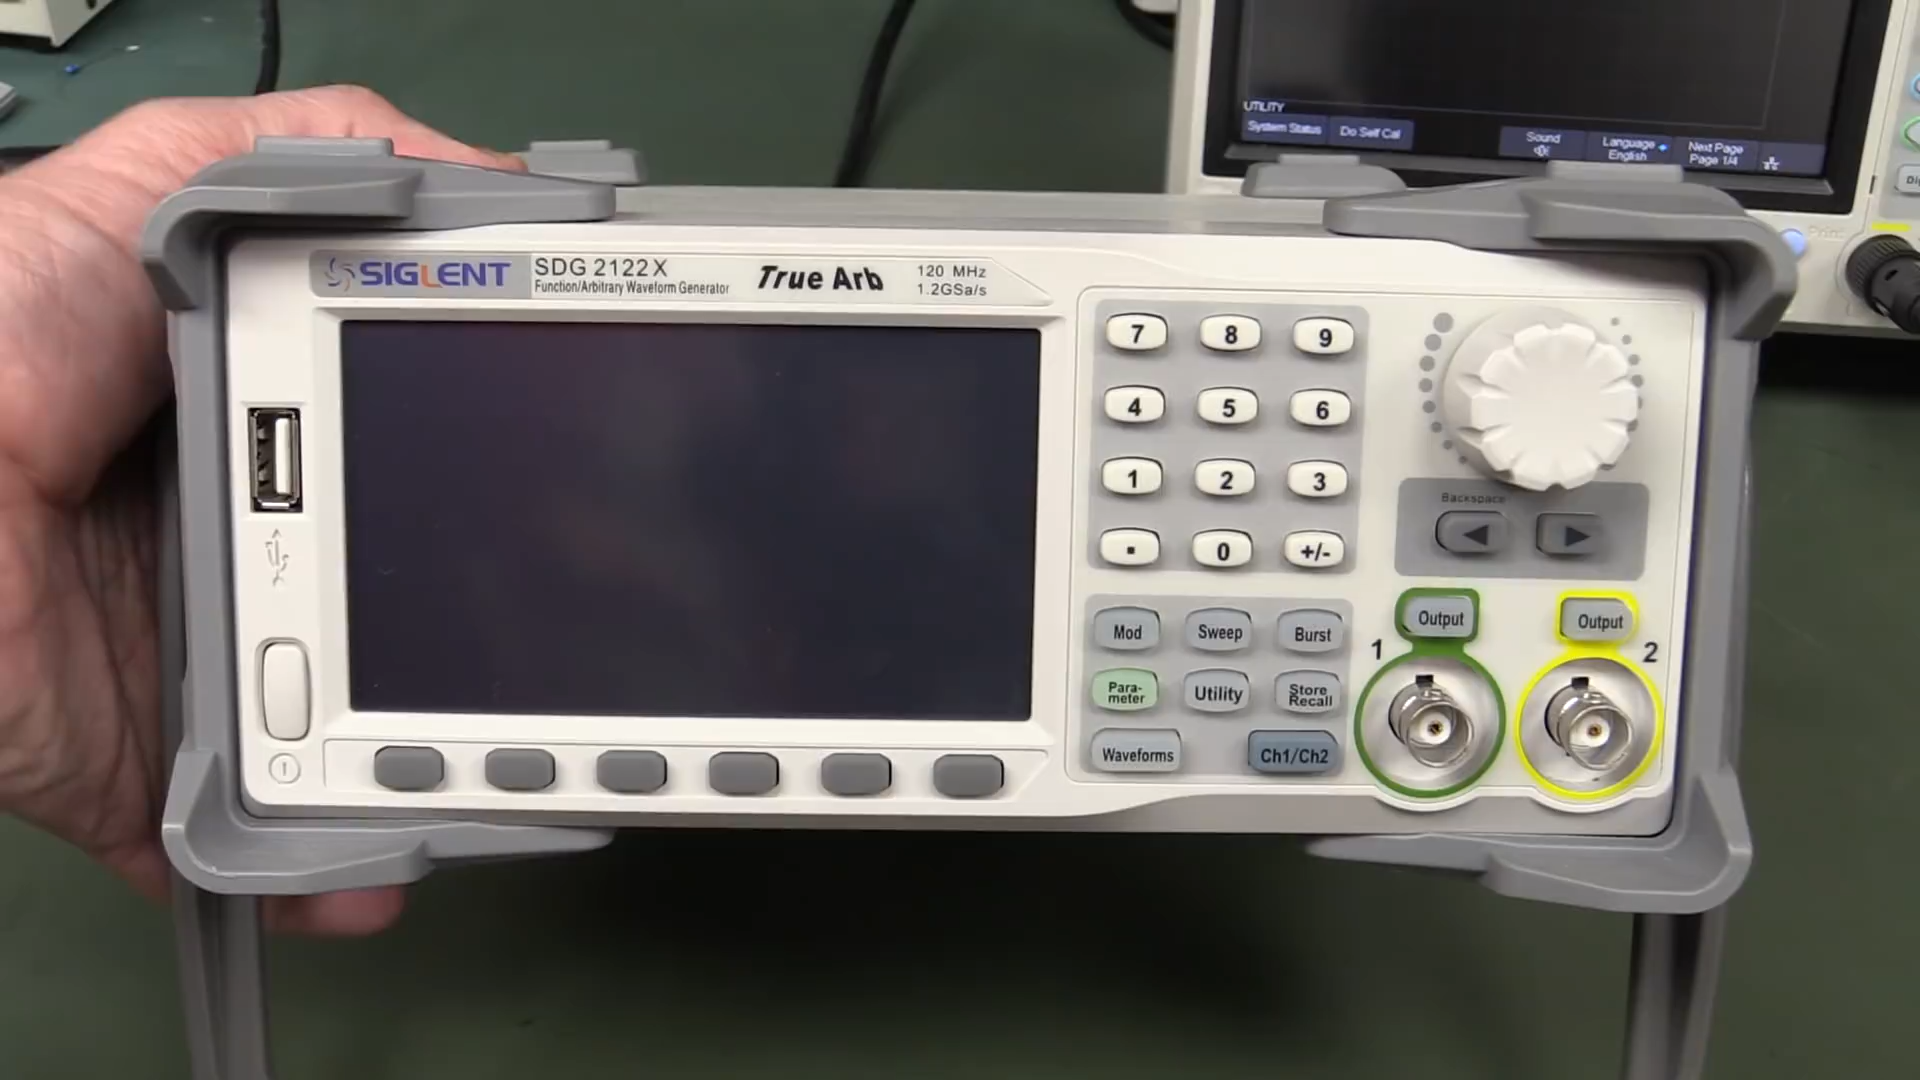 UTILITY
System Status
Do Self Cal
Sound
Language
English
Next Page
Page 1/4
Print
SIGLENT
SDG 2122X
Function/Arbitrary Waveform Generator
True Arb
120 MHz
1.2GSa/s
7
8
9
4
5
6
1
2
3
.
0
+/-
Backspace
Mod
Sweep
Burst
Para-
meter
Utility
Store
Recall
Waveforms
Ch1/Ch2
Output
1
Output
2